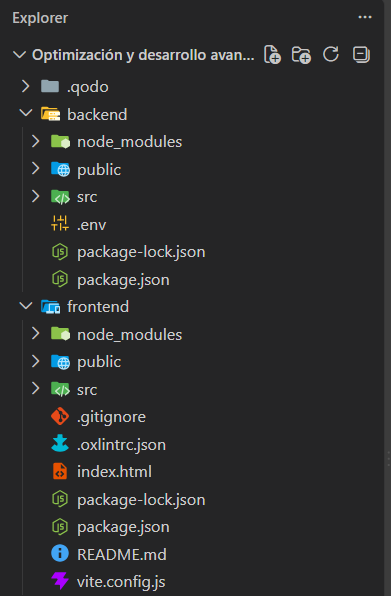 Explorer
Optimización y desarrollo avan...
.qodo
backend
node_modules
public
src
.env
package-lock.json
package.json
frontend
node_modules
public
src
.gitignore
.oxlintrc.json
index.html
package-lock.json
package.json
README.md
vite.config.js